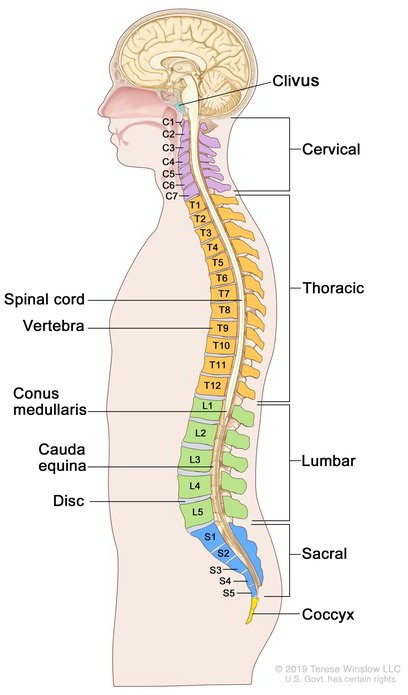 Clivus
C1
C2
C3
C4
C5
C6
C7
Cervical
T1
T2
T3
T4
T5
T6
T7
T8
T9
T10
T11
T12
Thoracic
Spinal cord
Vertebra
Conus
medullaris
L1
L2
L3
L4
L5
Cauda
equina
Lumbar
Disc
S1
S2
S3
S4
S5
Sacral
Coccyx
© 2019 Terese Winslow LLC
U.S. Govt. has certain rights